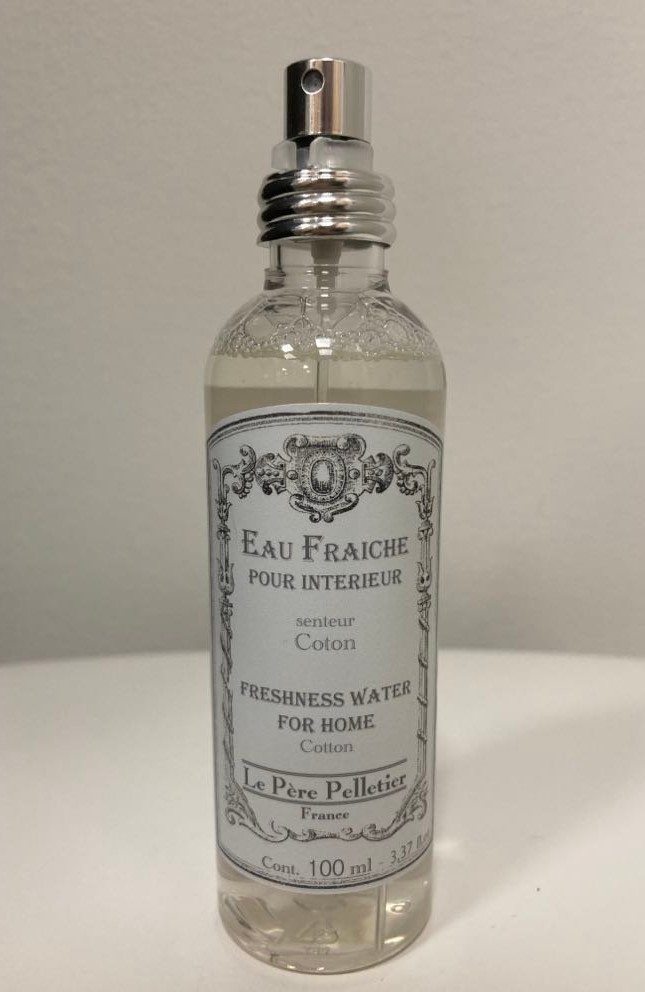 EAU FRAICHE
POUR INTERIEUR
senteur
Coton
FRESHNESS WATER
FOR HOME
Cotton
Le Père Pelletier
France
Cont. 100 ml - 3,37 fl.